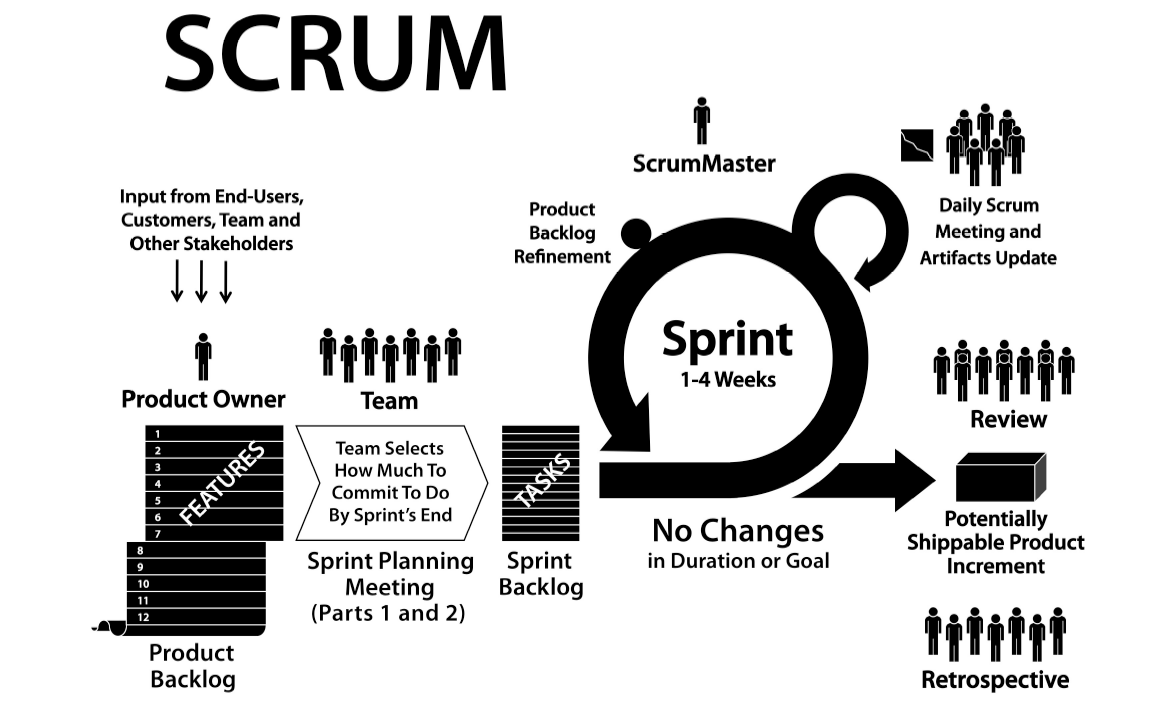 SCRUM
ScrumMaster
Input from End-Users,
Customers, Team and
Other Stakeholders
Product
Backlog
Refinement
Daily Scrum
Meeting and
Artifacts Update
Sprint
1-4 Weeks
Product Owner
Team
Review
1
2
3
4
5
6
7
FEATURES
8
9
10
11
12
Product
Backlog
Team Selects
How Much To
Commit To Do
By Sprint's End
Sprint Planning
Meeting
(Parts 1 and 2)
TASKS
Sprint
Backlog
No Changes
in Duration or Goal
Potentially
Shippable Product
Increment
Retrospective